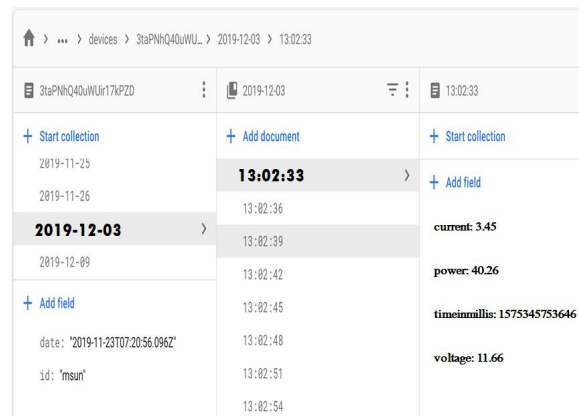 ... > devices > 3taPNhQ40uWU... > 2019-12-03 > 13:02:33
3taPNhQ40uWUir17kPZD
+ Start collection
2019-11-25
2019-11-26
2019-12-03
2019-12-09
+ Add field
date: "2019-11-23T07:20:56.096Z"
id: "msun"
2019-12-03
+ Add document
13:02:33
13:02:36
13:02:39
13:02:42
13:02:45
13:02:48
13:02:51
13:02:54
13:02:33
+ Start collection
+ Add field
current: 3.45
power: 40.26
timeinmillis: 1575345753646
voltage: 11.66